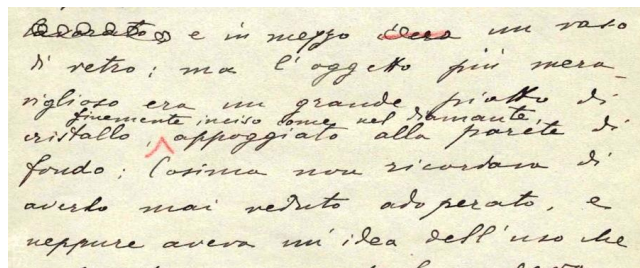 e in mezzo un vaso
di vetro; ma l'oggetto più mera-
viglioso era un grande piatto di
finemente inciso come nel diamante,
cristallo, appoggiato alla parete di
fondo: Cosima non ricordava di
averlo mai veduto adoperato, e
neppure aveva un'idea dell'uso che